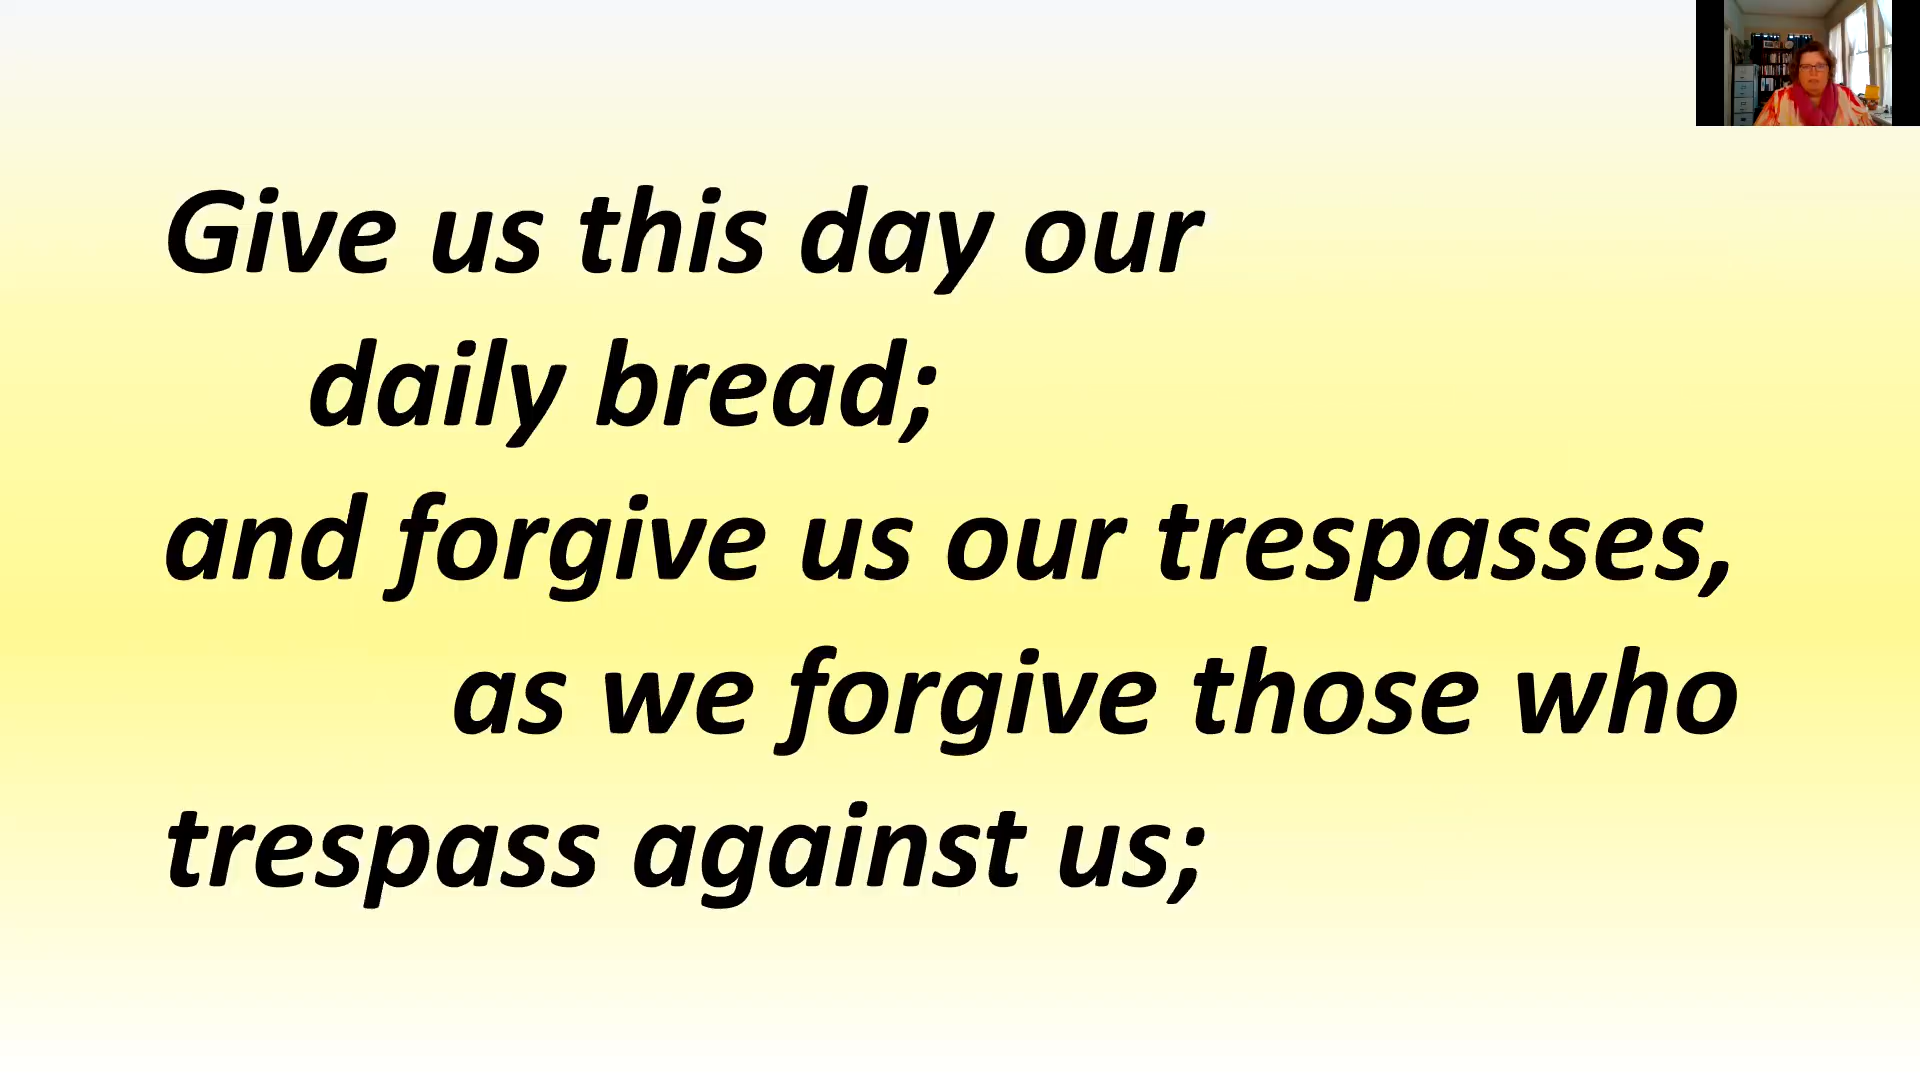 Give us this day our
daily bread;
and forgive us our trespasses,
as we forgive those who
trespass against us;